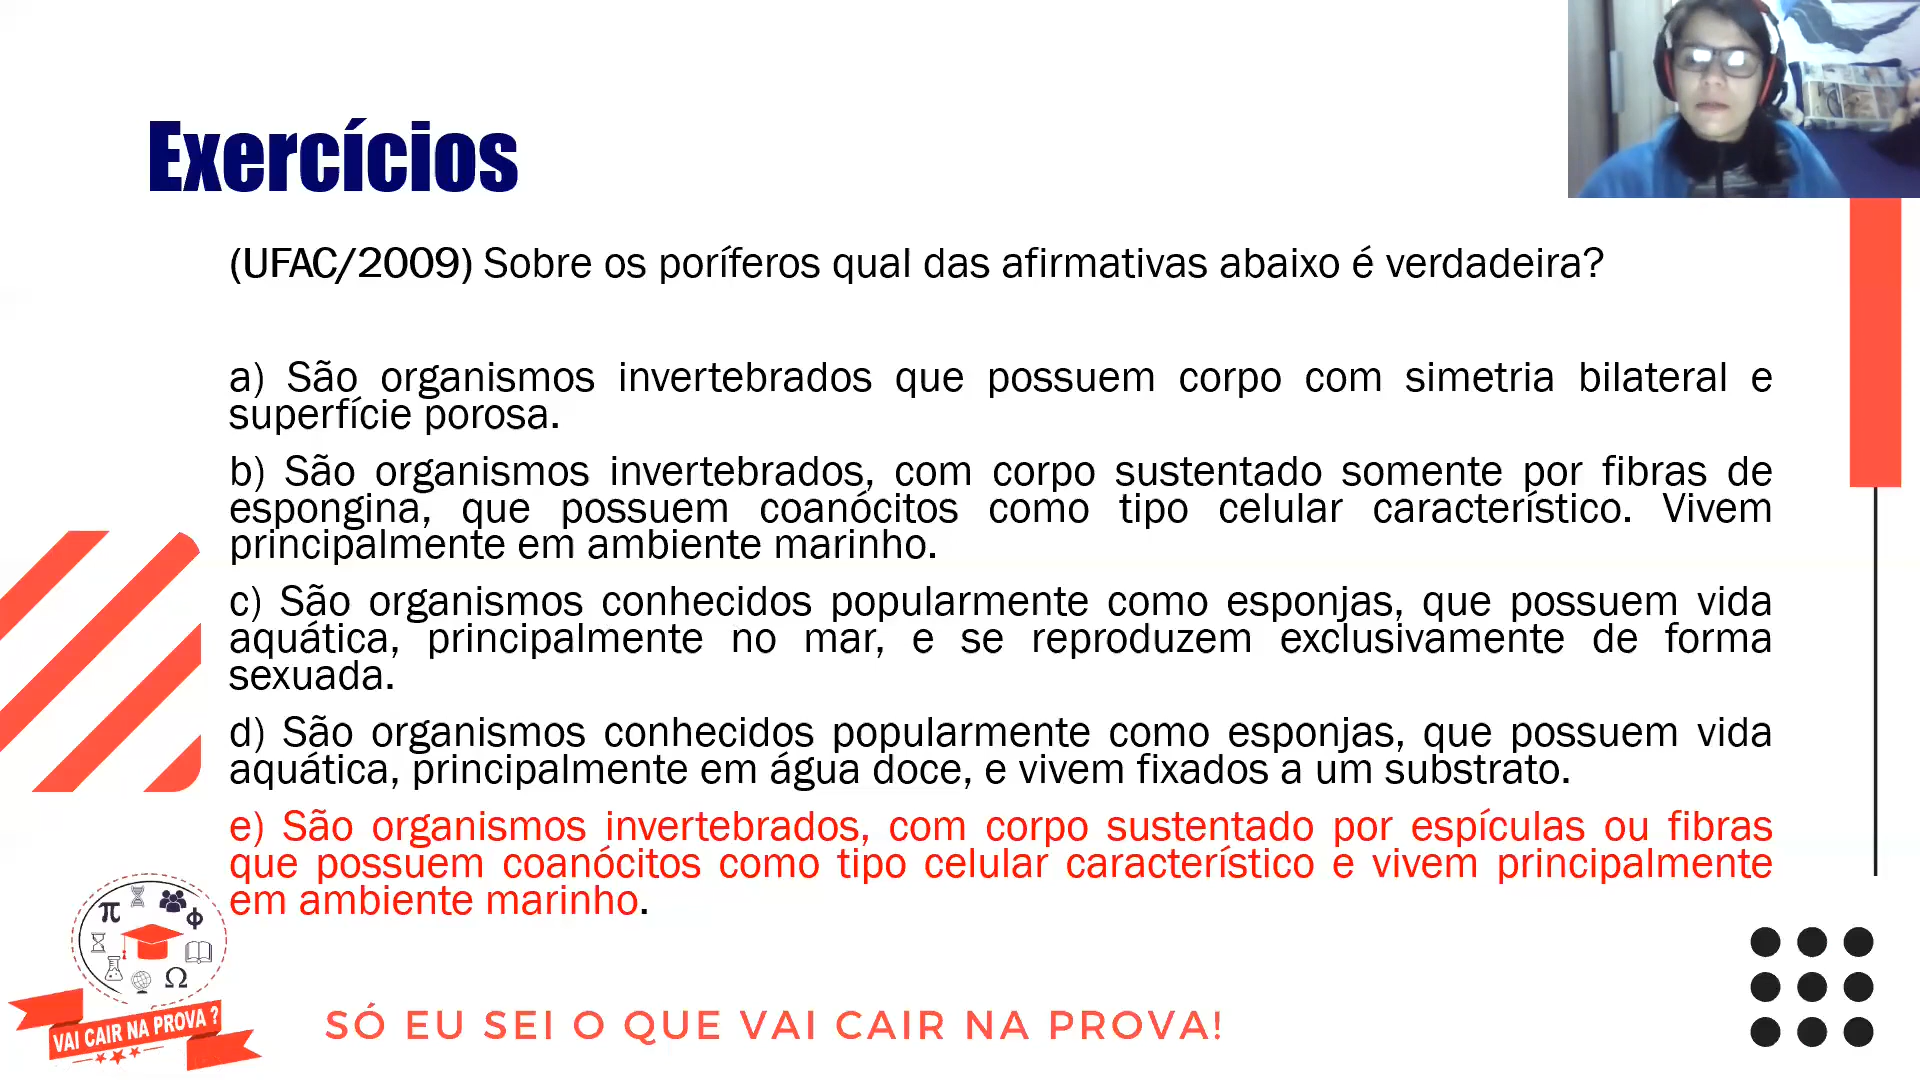 Exercícios
(UFAC/2009) Sobre os poríferos qual das afirmativas abaixo é verdadeira?
a) São organismos invertebrados que possuem corpo com simetria bilateral e
superfície porosa.
b) São organismos invertebrados, com corpo sustentado somente por fibras de
espongina, que possuem coanócitos como tipo celular característico. Vivem
principalmente em ambiente marinho.
c) São organismos conhecidos popularmente como esponjas, que possuem vida
aquática, principalmente no mar, e se reproduzem exclusivamente de forma
sexuada.
d) São organismos conhecidos popularmente como esponjas, que possuem vida
aquática, principalmente em água doce, e vivem fixados a um substrato.
e) São organismos invertebrados, com corpo sustentado por espículas ou fibras
que possuem coanócitos como tipo celular característico e vivem principalmente
em ambiente marinho.
π
Φ
Ω
VAI CAIR NA PROVA ?
SÓ EU SEI O QUE VAI CAIR NA PROVA!